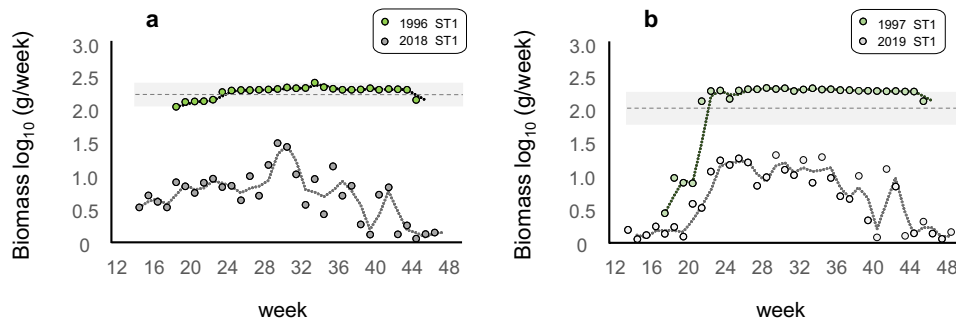 a
1996 ST1
2018 ST1
Biomass log10 (g/week)
3.0
2.5
2.0
1.5
1.0
0.5
0
12 16 20 24 28 32 36 40 44 48
week
b
1997 ST1
2019 ST1
Biomass log10 (g/week)
3.0
2.5
2.0
1.5
1.0
0.5
0
12 16 20 24 28 32 36 40 44 48
week